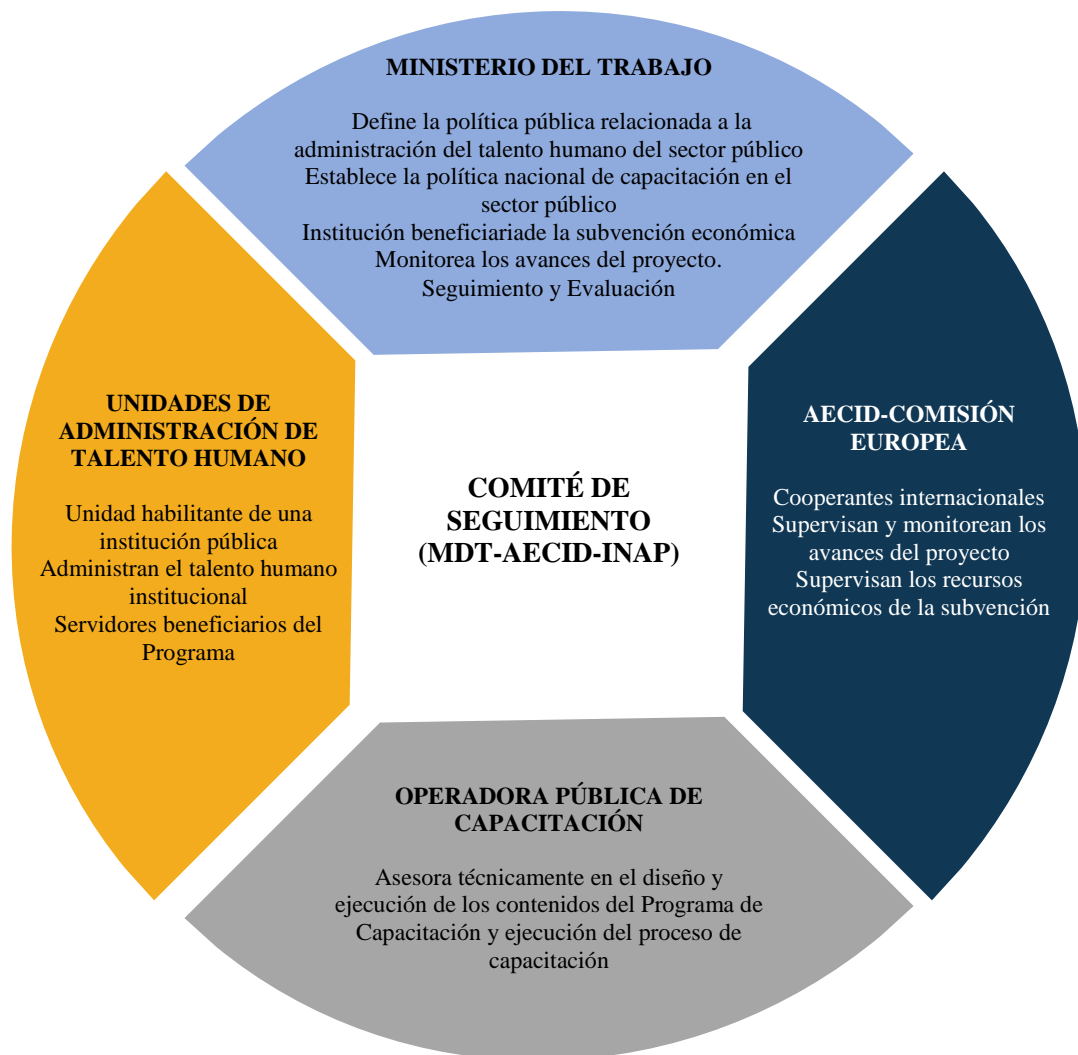 MINISTERIO DEL TRABAJO
Define la política pública relacionada a la
administración del talento humano del sector público
Establece la política nacional de capacitación en el
sector público
Institución beneficiariade la subvención económica
Monitorea los avances del proyecto.
Seguimiento y Evaluación
UNIDADES DE
ADMINISTRACIÓN DE
TALENTO HUMANO
Unidad habilitante de una
institución pública
Administran el talento humano
institucional
Servidores beneficiarios del
Programa
COMITÉ DE
SEGUIMIENTO
(MDT-AECID-INAP)
AECID-COMISIÓN
EUROPEA
Cooperantes internacionales
Supervisan y monitorean los
avances del proyecto
Supervisan los recursos
económicos de la subvención
OPERADORA PÚBLICA DE
CAPACITACIÓN
Asesora técnicamente en el diseño y
ejecución de los contenidos del Programa de
Capacitación y ejecución del proceso de
capacitación